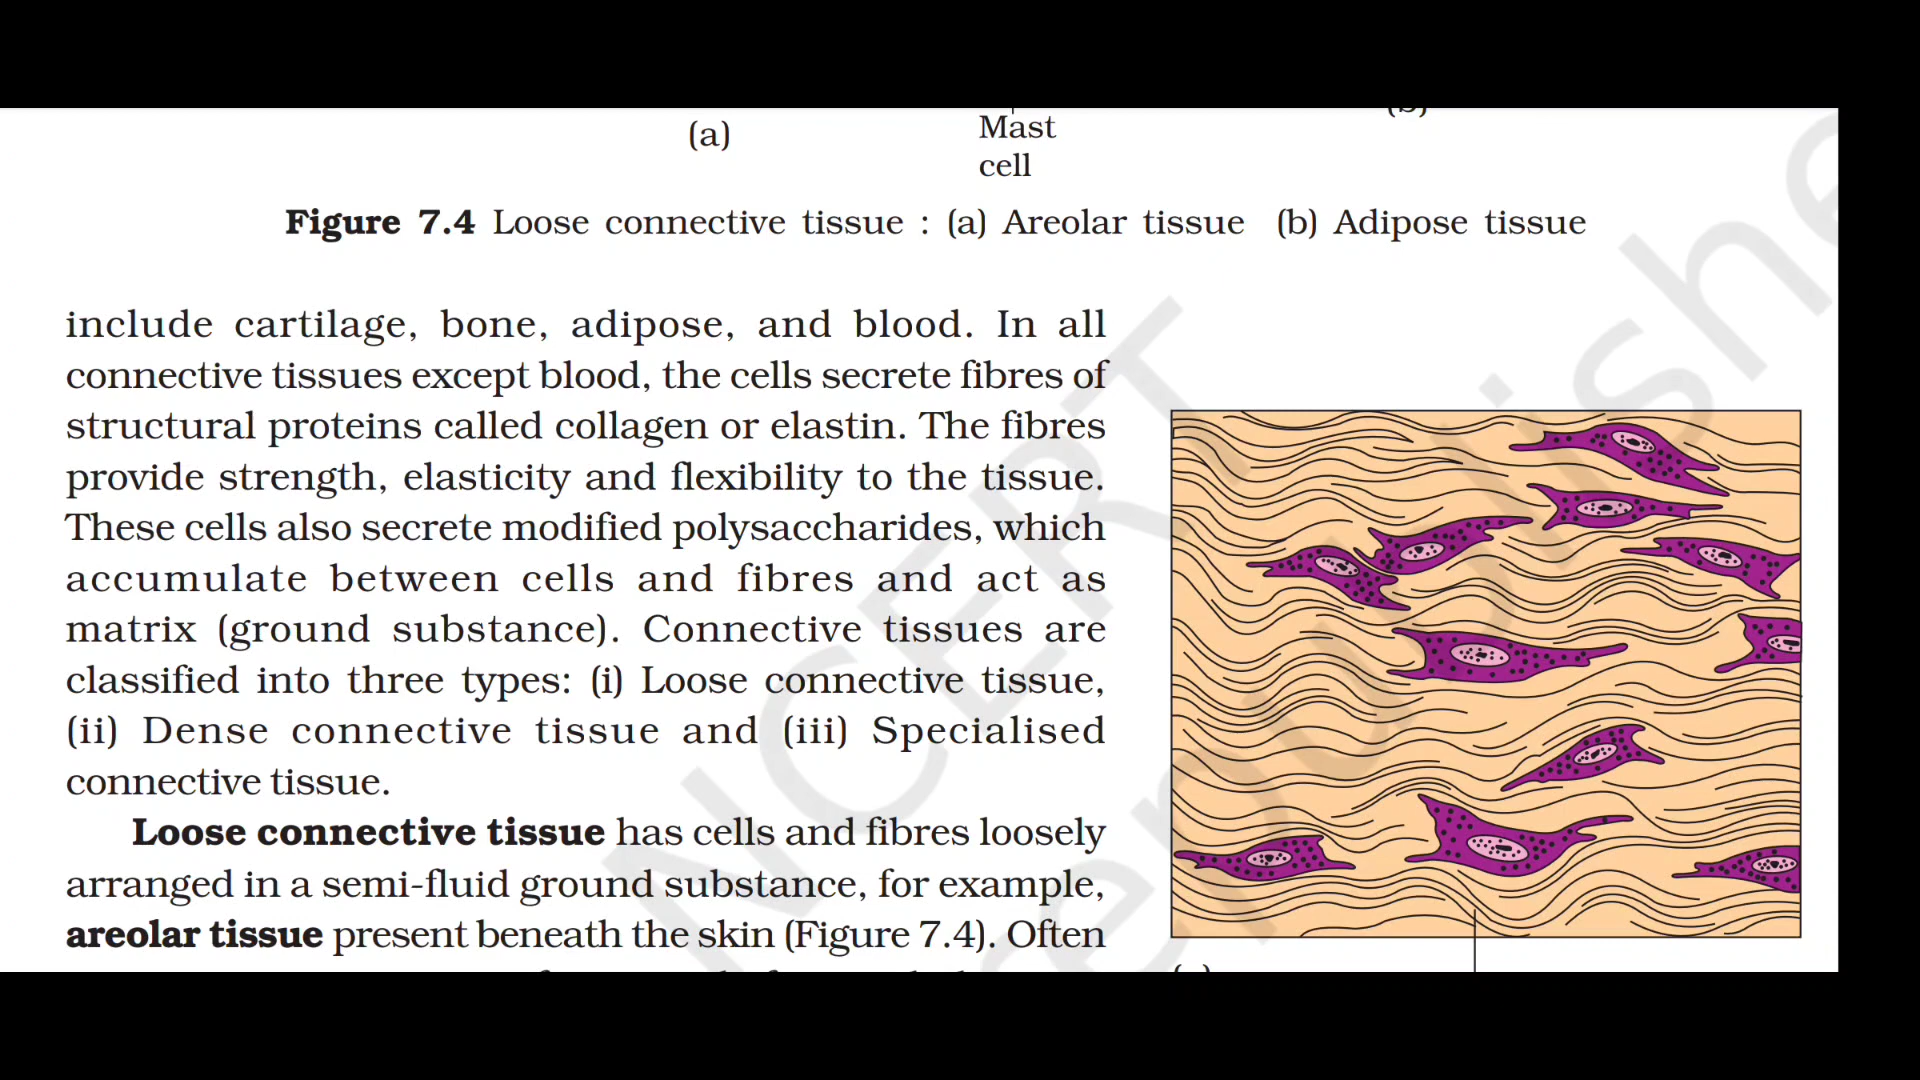 (a)
Mast
cell
Figure 7.4 Loose connective tissue : (a) Areolar tissue (b) Adipose tissue
include cartilage, bone, adipose, and blood. In all
connective tissues except blood, the cells secrete fibres of
structural proteins called collagen or elastin. The fibres
provide strength, elasticity and flexibility to the tissue.
These cells also secrete modified polysaccharides, which
accumulate between cells and fibres and act as
matrix (ground substance). Connective tissues are
classified into three types: (i) Loose connective tissue,
(ii) Dense connective tissue and (iii) Specialised
connective tissue.
Loose connective tissue has cells and fibres loosely
arranged in a semi-fluid ground substance, for example,
areolar tissue present beneath the skin (Figure 7.4). Often
NCERT